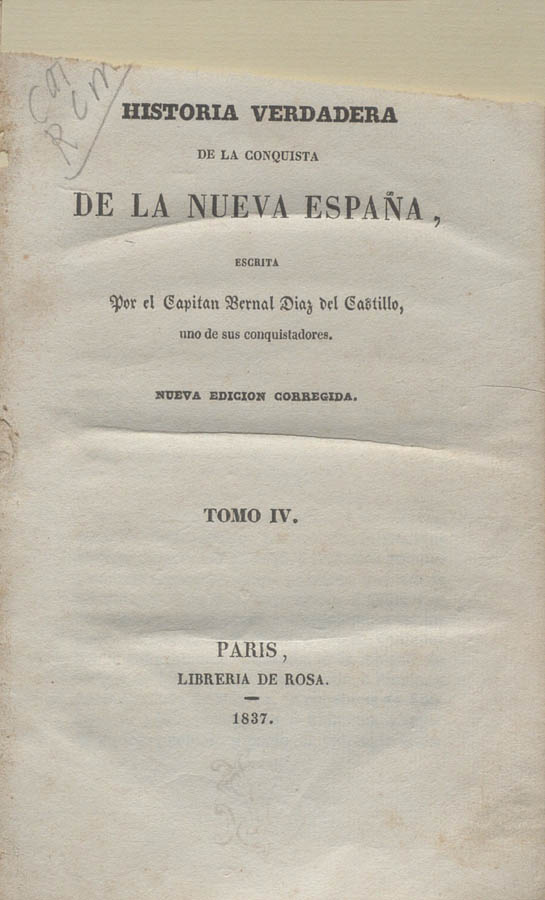 HISTORIA VERDADERA
DE LA CONQUISTA
DE LA NUEVA ESPAÑA,
ESCRITA
Por el Capitan Bernal Diaz del Castillo,
uno de sus conquistadores.
NUEVA EDICION CORREGIDA.
TOMO IV.
PARIS,
LIBRERIA DE ROSA.
1837.